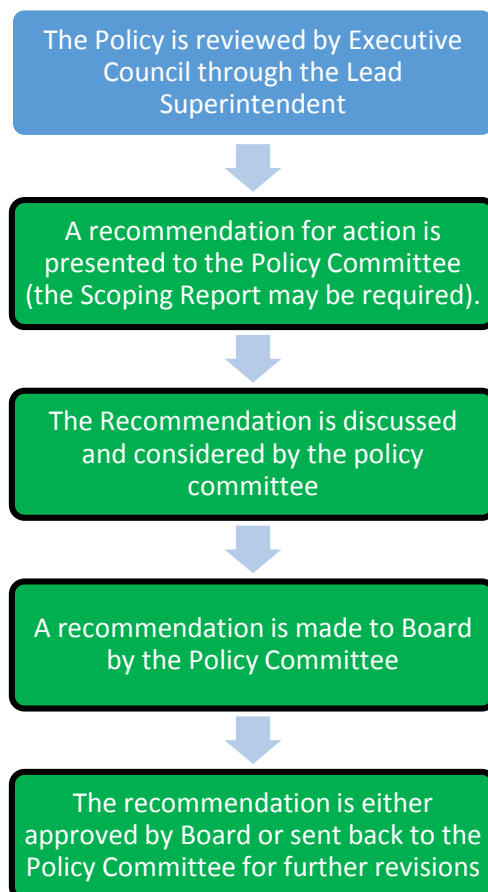 The Policy is reviewed by Executive
Council through the Lead
Superintendent
A recommendation for action is
presented to the Policy Committee
(the Scoping Report may be required).
The Recommendation is discussed
and considered by the policy
committee
A recommendation is made to Board
by the Policy Committee
The recommendation is either
approved by Board or sent back to the
Policy Committee for further revisions